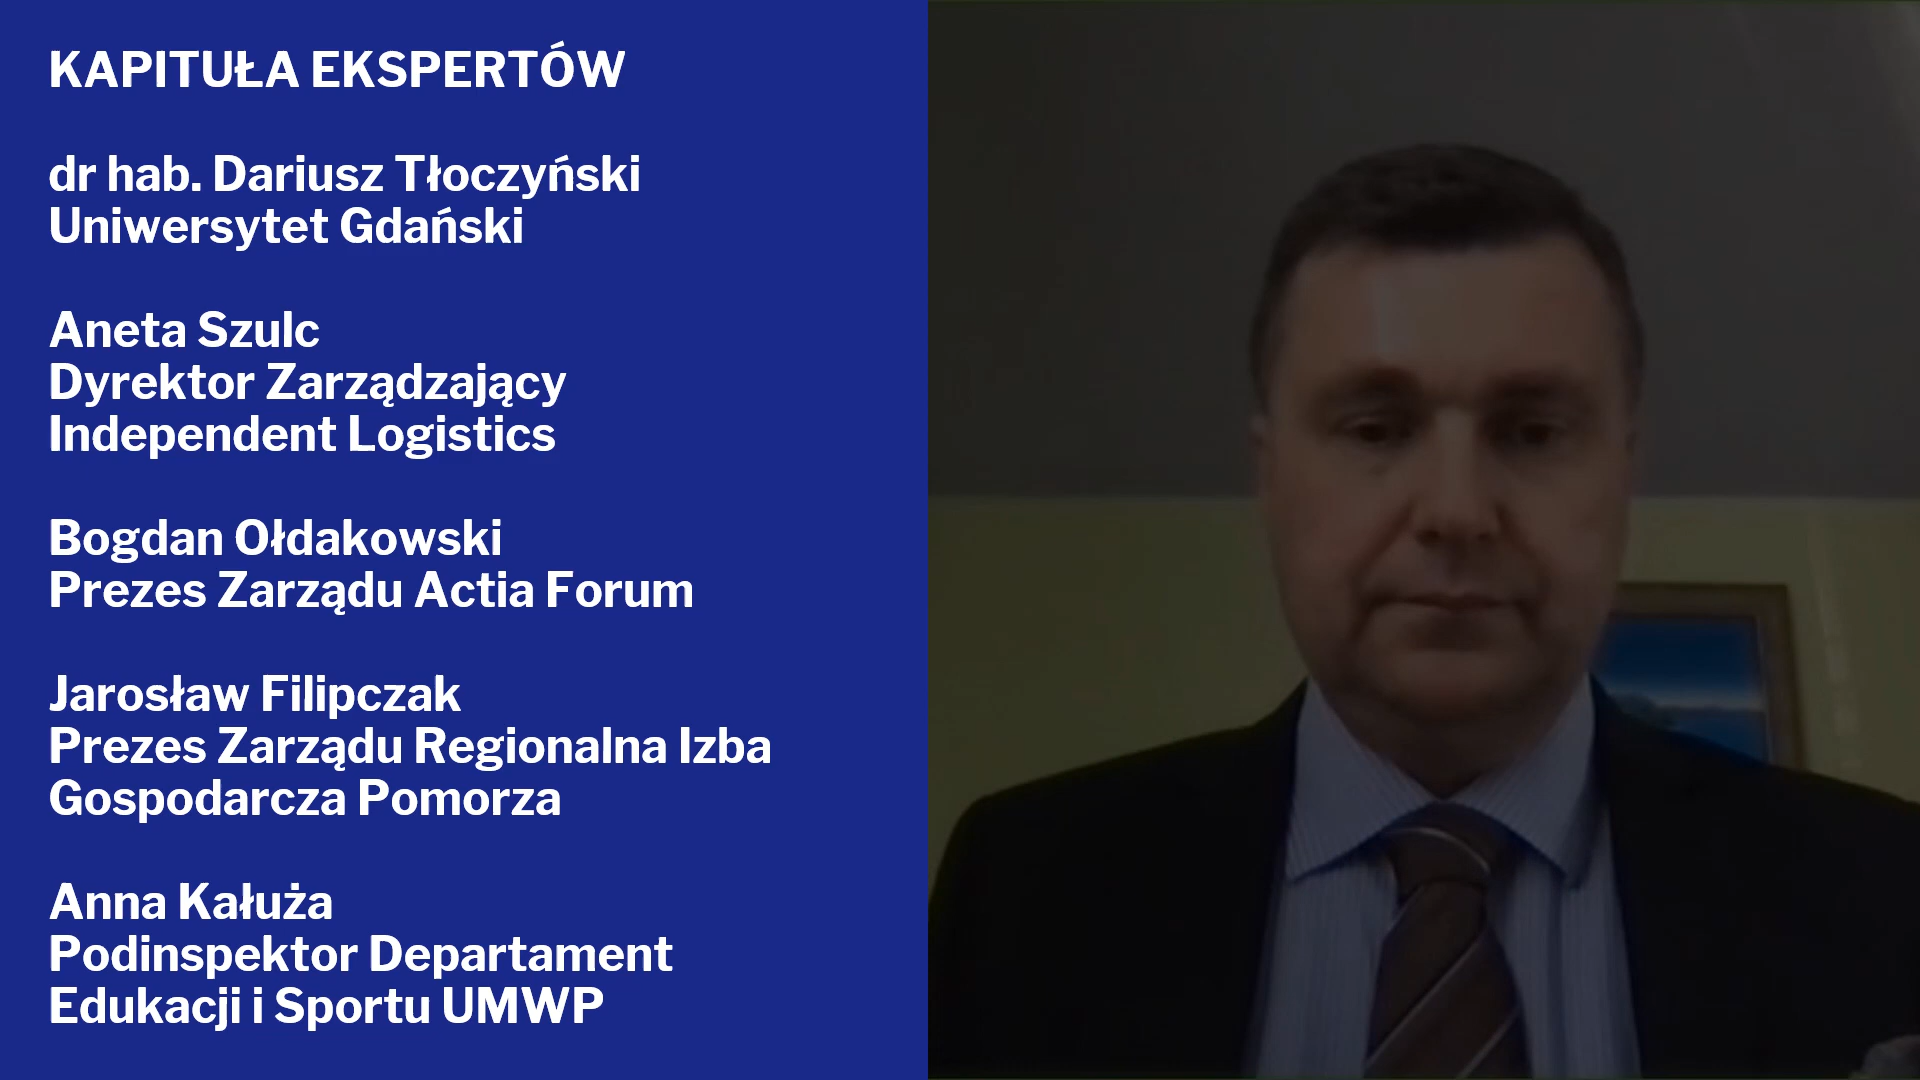 KAPITUŁA EKSPERTÓW
dr hab. Dariusz Tłoczyński
Uniwersytet Gdański
Aneta Szulc
Dyrektor Zarządzający
Independent Logistics
Bogdan Ołdakowski
Prezes Zarządu Actia Forum
Jarosław Filipczak
Prezes Zarządu Regionalna Izba
Gospodarcza Pomorza
Anna Kałuża
Podinspektor Departament
Edukacji i Sportu UMWP